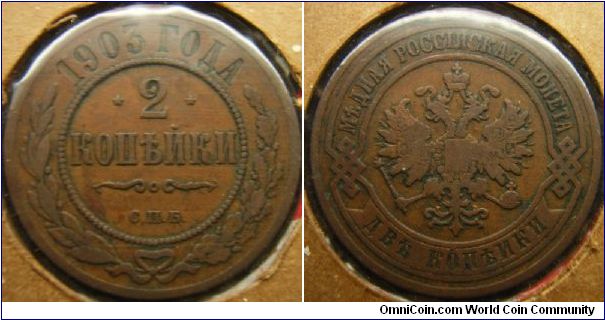 1903 ГОДА
2
КОПѢЙКИ
С.П.Б.
МѢДНАЯ РОССІЙСКАЯ МОНЕТА
ДВѢ КОПѢЙКИ
OmniCoin.com World Coin Community